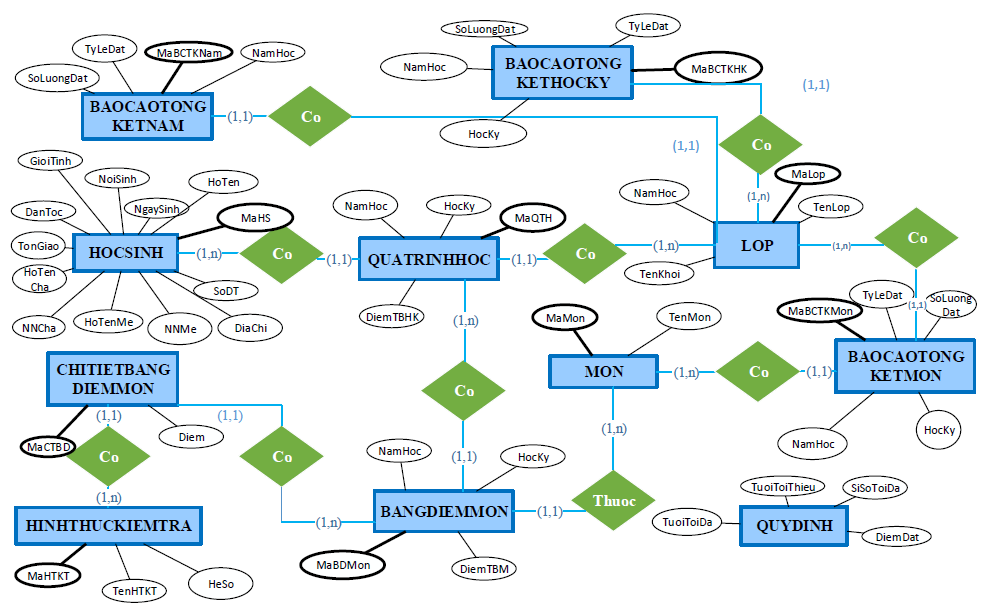 SoLuongDat
TyLeDat
MaBCTKNam
NamHoc
BAOCAOTONG
KETNAM
(1,1)
Co
SoLuongDat
TyLeDat
NamHoc
BAOCAOTONG
KETHOCKY
MaBCTKHK
HocKy
(1,1)
(1,1)
Co
(1,n)
MaLop
NamHoc
TenLop
LOP
TenKhoi
(1,n)
Co
(1,1)
GioiTinh
NoiSinh
HoTen
DanToc
NgaySinh
MaHS
TonGiao
HOCSINH
HoTen
Cha
SoDT
NNCha
HoTenMe
NNMe
DiaChi
(1,n)
Co
(1,1)
NamHoc
HocKy
MaQTH
QUATRINHHOC
DiemTBHK
(1,1)
Co
(1,n)
(1,n)
Co
(1,1)
MaMon
TenMon
MON
(1,n)
Co
(1,1)
TyLeDat
SoLuong
Dat
MaBCTKMon
BAOCAOTONG
KETMON
NamHoc
HocKy
CHITIETBANG
DIEMMON
(1,1)
(1,1)
MaCTBD
Diem
Co
Co
(1,n)
(1,n)
HINHTHUCKIEMTRA
MaHTKT
TenHTKT
HeSo
NamHoc
HocKy
BANGDIEMMON
MaBDMon
DiemTBM
(1,1)
Thuoc
(1,n)
TuoiToiThieu
SiSoToiDa
TuoiToiDa
QUYDINH
DiemDat